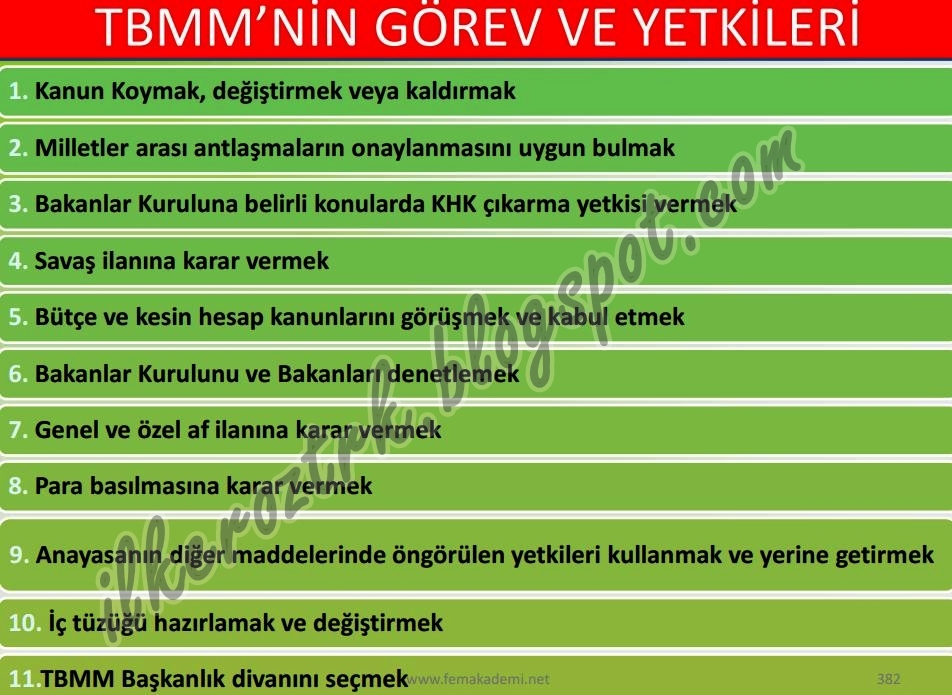 TBMM’NİN GÖREV VE YETKİLERİ
1. Kanun Koymak, değiştirmek veya kaldırmak
2. Milletler arası antlaşmaların onaylanmasını uygun bulmak
3. Bakanlar Kuruluna belirli konularda KHK çıkarma yetkisi vermek
4. Savaş ilanına karar vermek
5. Bütçe ve kesin hesap kanunlarını görüşmek ve kabul etmek
6. Bakanlar Kurulunu ve Bakanları denetlemek
7. Genel ve özel af ilanına karar vermek
8. Para basılmasına karar vermek
9. Anayasanın diğer maddelerinde öngörülen yetkileri kullanmak ve yerine getirmek
10. İç tüzüğü hazırlamak ve değiştirmek
11.TBMM Başkanlık divanını seçmek
www.femakademi.net
382
ilkeroztrk.blogspot.com